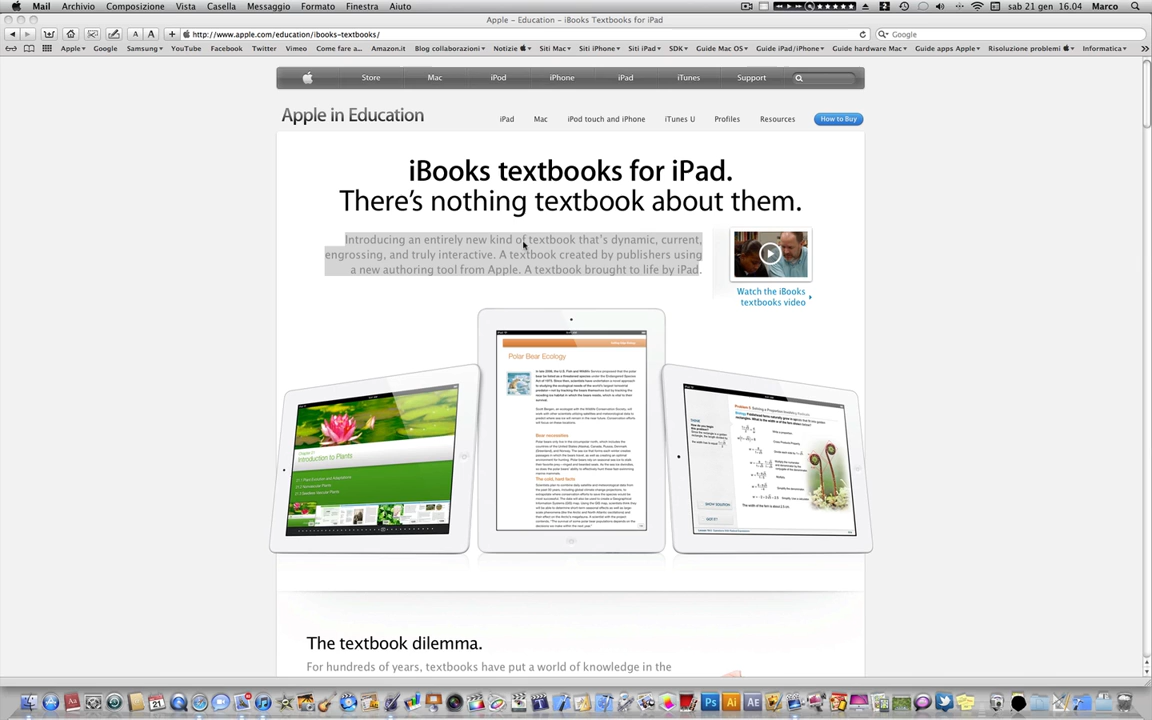 Mail Archivio Composizione Vista Casella Messaggio Formato Finestra Aiuto sab 21 gen 16.04 Marco
Apple – Education – iBooks Textbooks for iPad
http://www.apple.com/education/ibooks-textbooks/
Google
Apple Google Samsung YouTube Facebook Twitter Vimeo Come fare a... Amazon.it Blog collaborazioni Notizie Siti Mac Siti iPhone Siti iPad SDK Guide Mac OS Guide iPad/iPhone Guide hardware Mac Guide apps Apple Risoluzione problemi Informatica
Store Mac iPod iPhone iPad iTunes Support
Apple in Education
iPad Mac iPod touch and iPhone iTunes U Profiles Resources How to Buy
iBooks textbooks for iPad.
There's nothing textbook about them.
Introducing an entirely new kind of textbook that's dynamic, current,
engrossing, and truly interactive. A textbook created by publishers using
a new authoring tool from Apple. A textbook brought to life by iPad.
Watch the iBooks
textbooks video
Polar Bear Ecology
Introduction to Plants
Bear necessities
The cold, hard facts
The textbook dilemma.
For hundreds of years, textbooks have put a world of knowledge in the